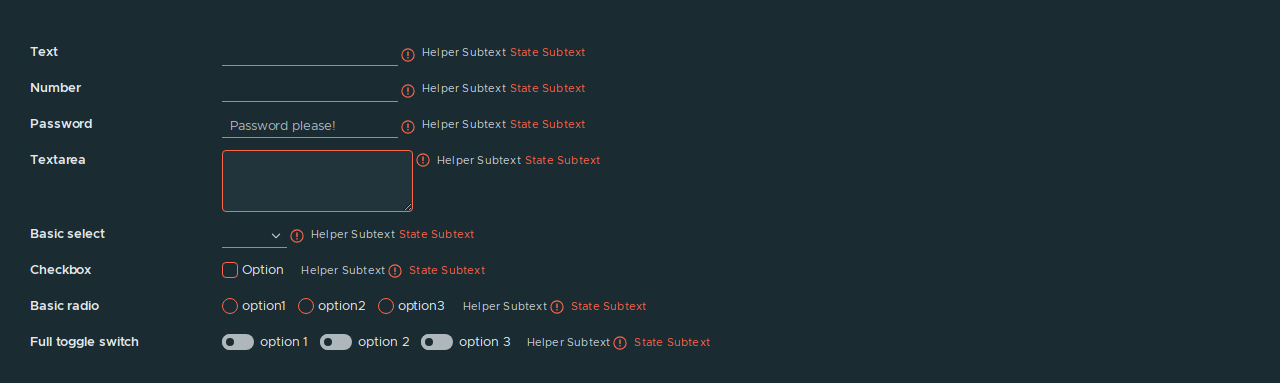 Text Helper Subtext State Subtext
Number Helper Subtext State Subtext
Password Password please! Helper Subtext State Subtext
Textarea Helper Subtext State Subtext
Basic select Helper Subtext State Subtext
Checkbox Option Helper Subtext State Subtext
Basic radio option1 option2 option3 Helper Subtext State Subtext
Full toggle switch option 1 option 2 option 3 Helper Subtext State Subtext